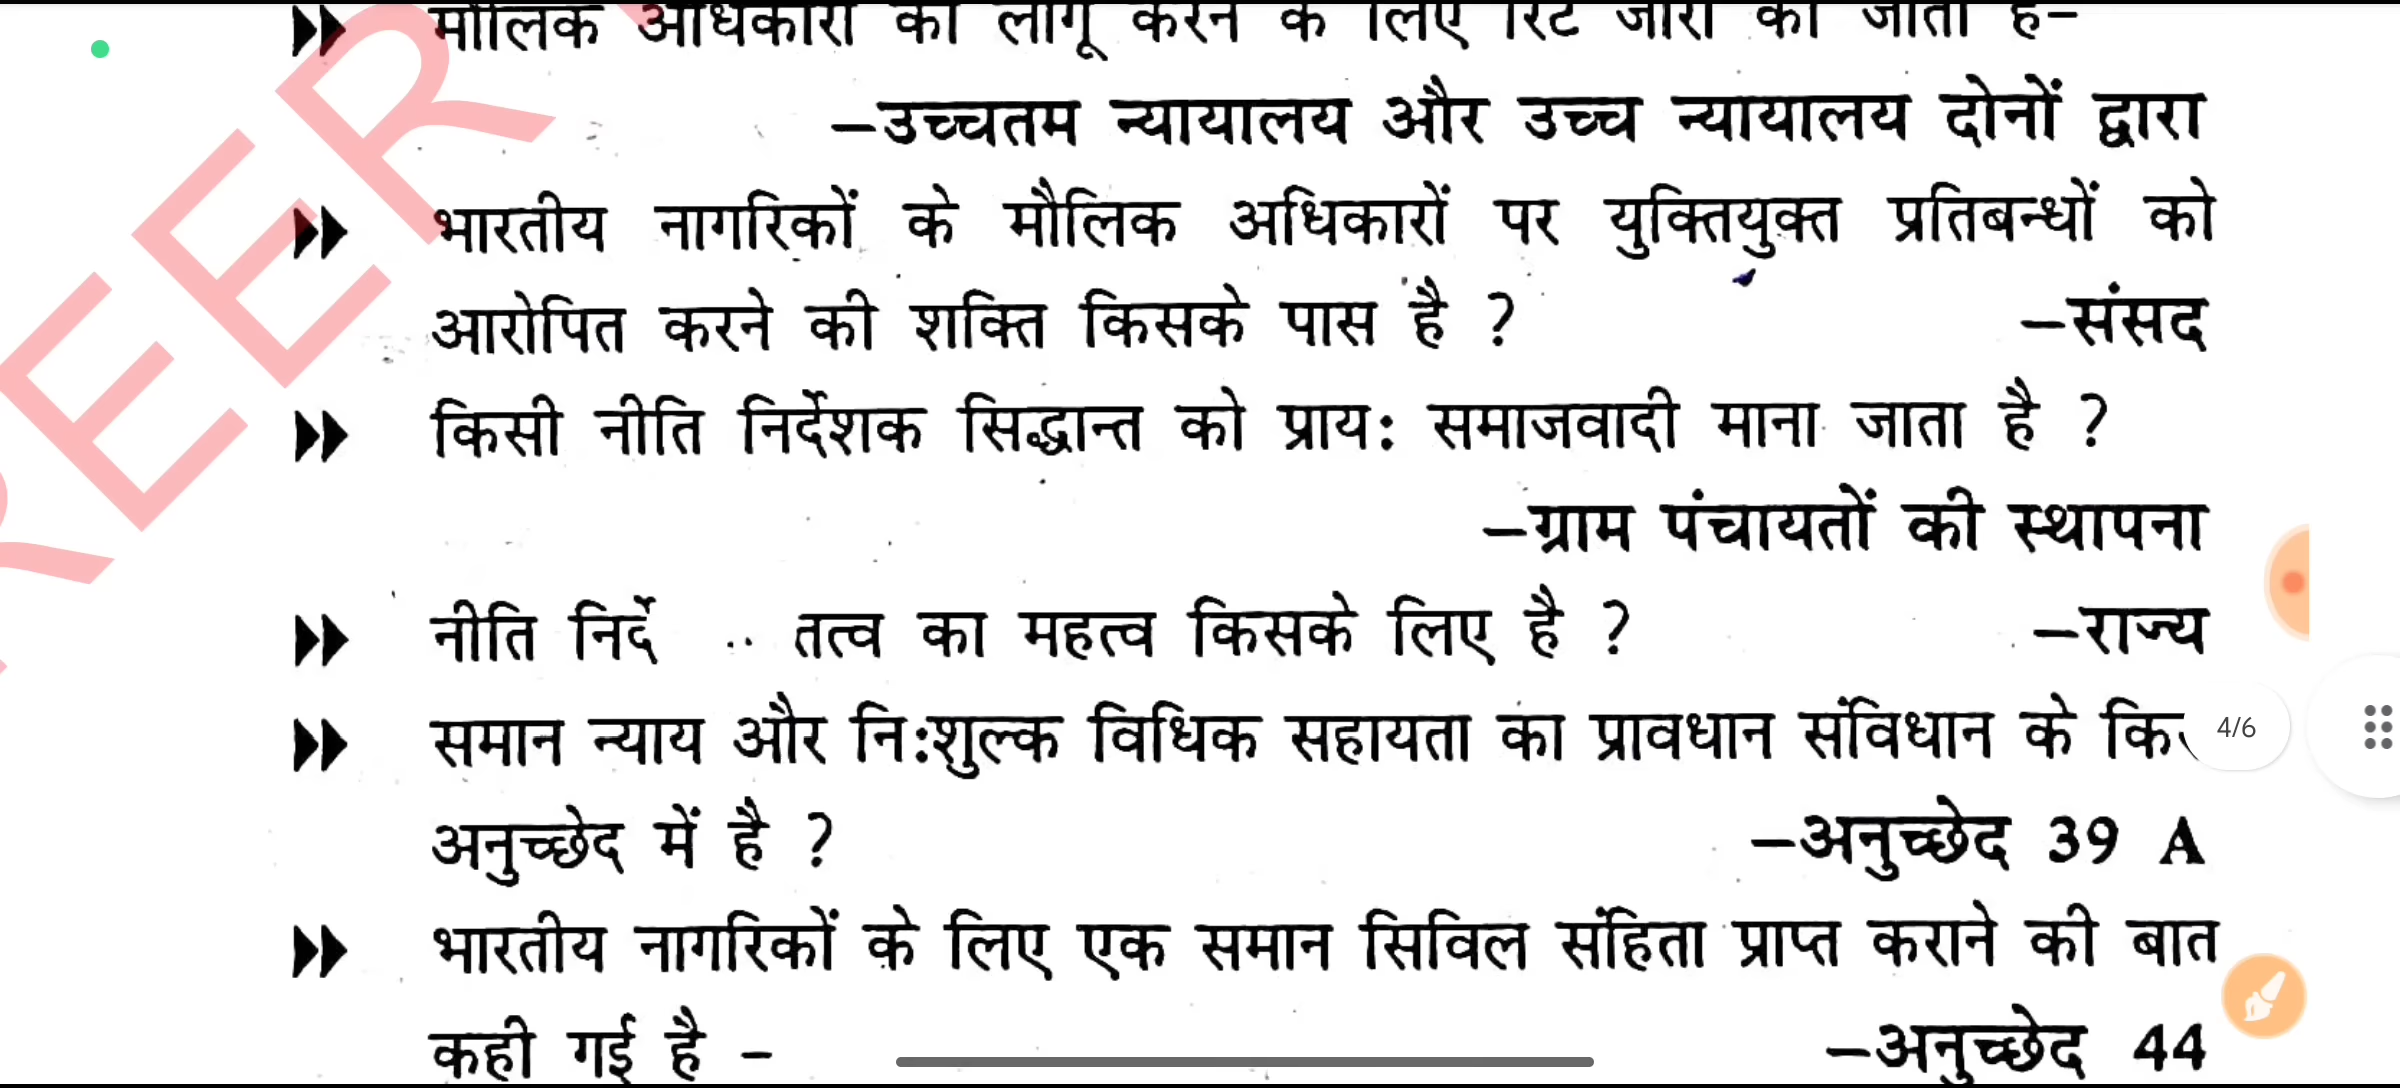 मौलिक अधिकारों को लागू करने के लिए रिट जारी की जाती है–
–उच्चतम न्यायालय और उच्च न्यायालय दोनों द्वारा
भारतीय नागरिकों के मौलिक अधिकारों पर युक्तियुक्त प्रतिबन्धों को
आरोपित करने की शक्ति किसके पास है ? –संसद
किसी नीति निर्देशक सिद्धान्त को प्रायः समाजवादी माना जाता है ?
–ग्राम पंचायतों की स्थापना
नीति निर्दे .. तत्व का महत्व किसके लिए है ? –राज्य
समान न्याय और निःशुल्क विधिक सहायता का प्रावधान संविधान के
4/6
अनुच्छेद में है ? –अनुच्छेद 39 A
भारतीय नागरिकों के लिए एक समान सिविल संहिता प्राप्त कराने की बात
कही गई है – –अनुच्छेद 44